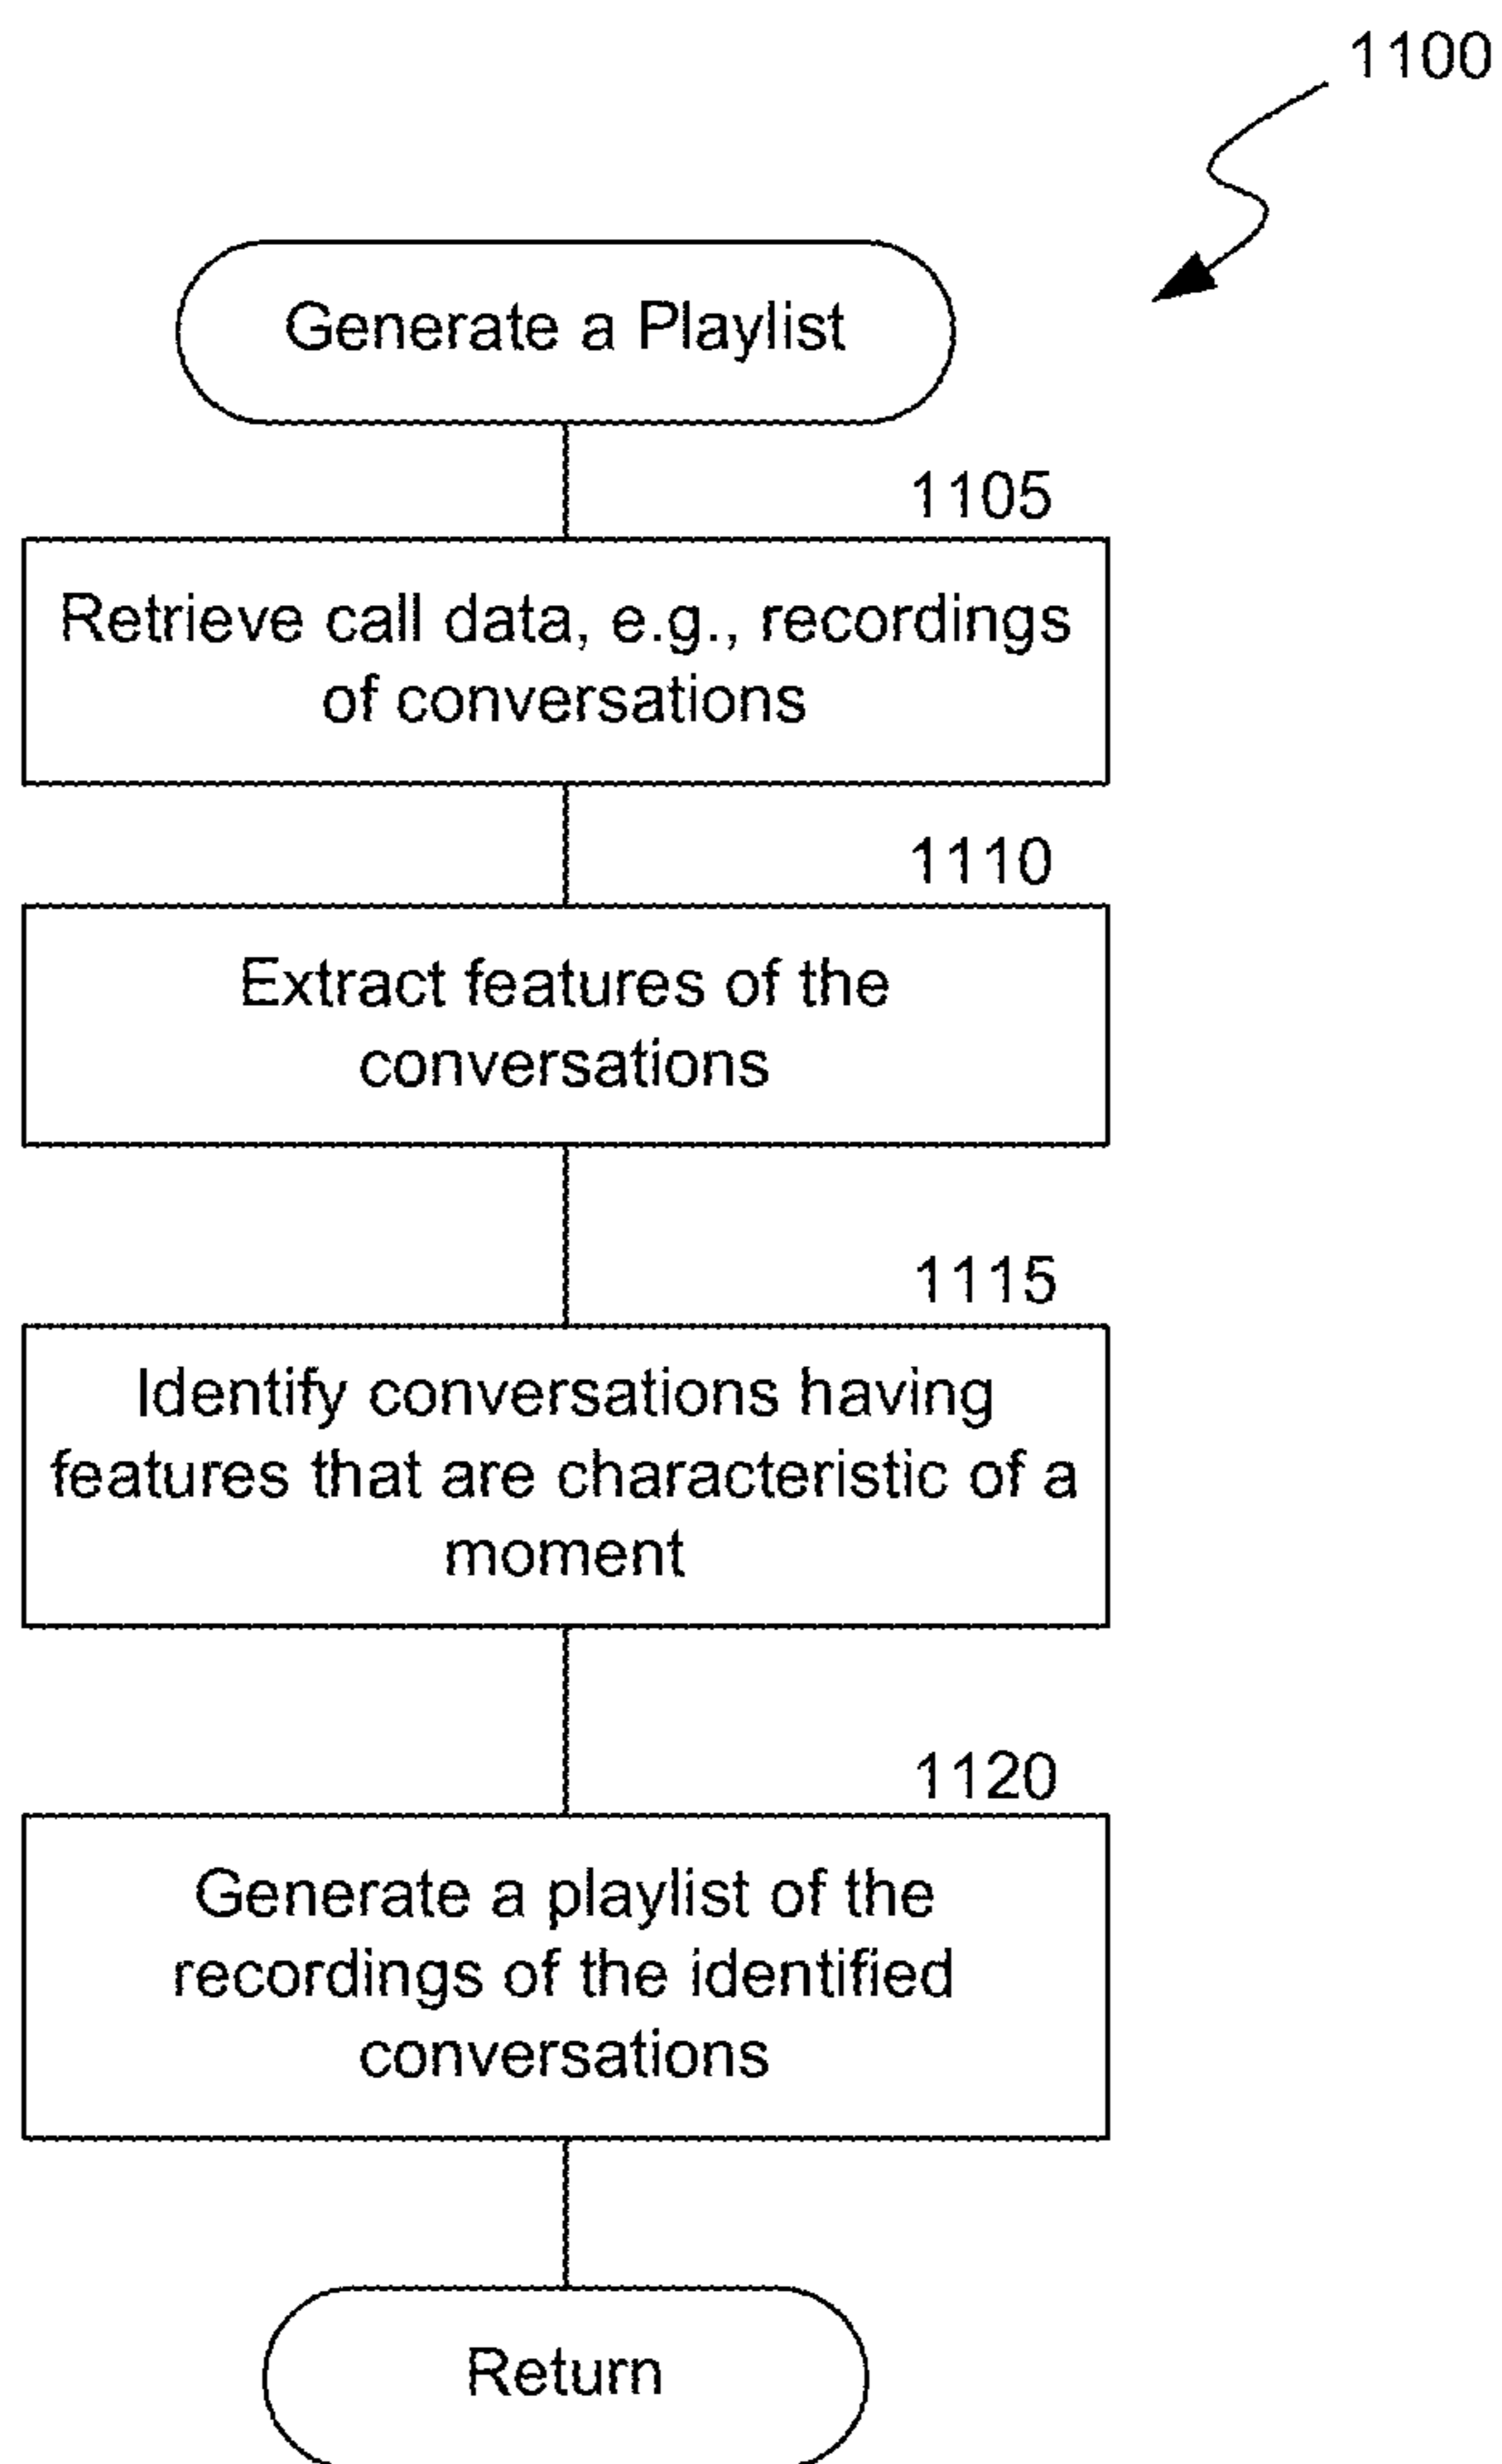 1100
Generate a Playlist
1105
Retrieve call data, e.g., recordings
of conversations
1110
Extract features of the
conversations
1115
Identify conversations having
features that are characteristic of a
moment
1120
Generate a playlist of the
recordings of the identified
conversations
Return